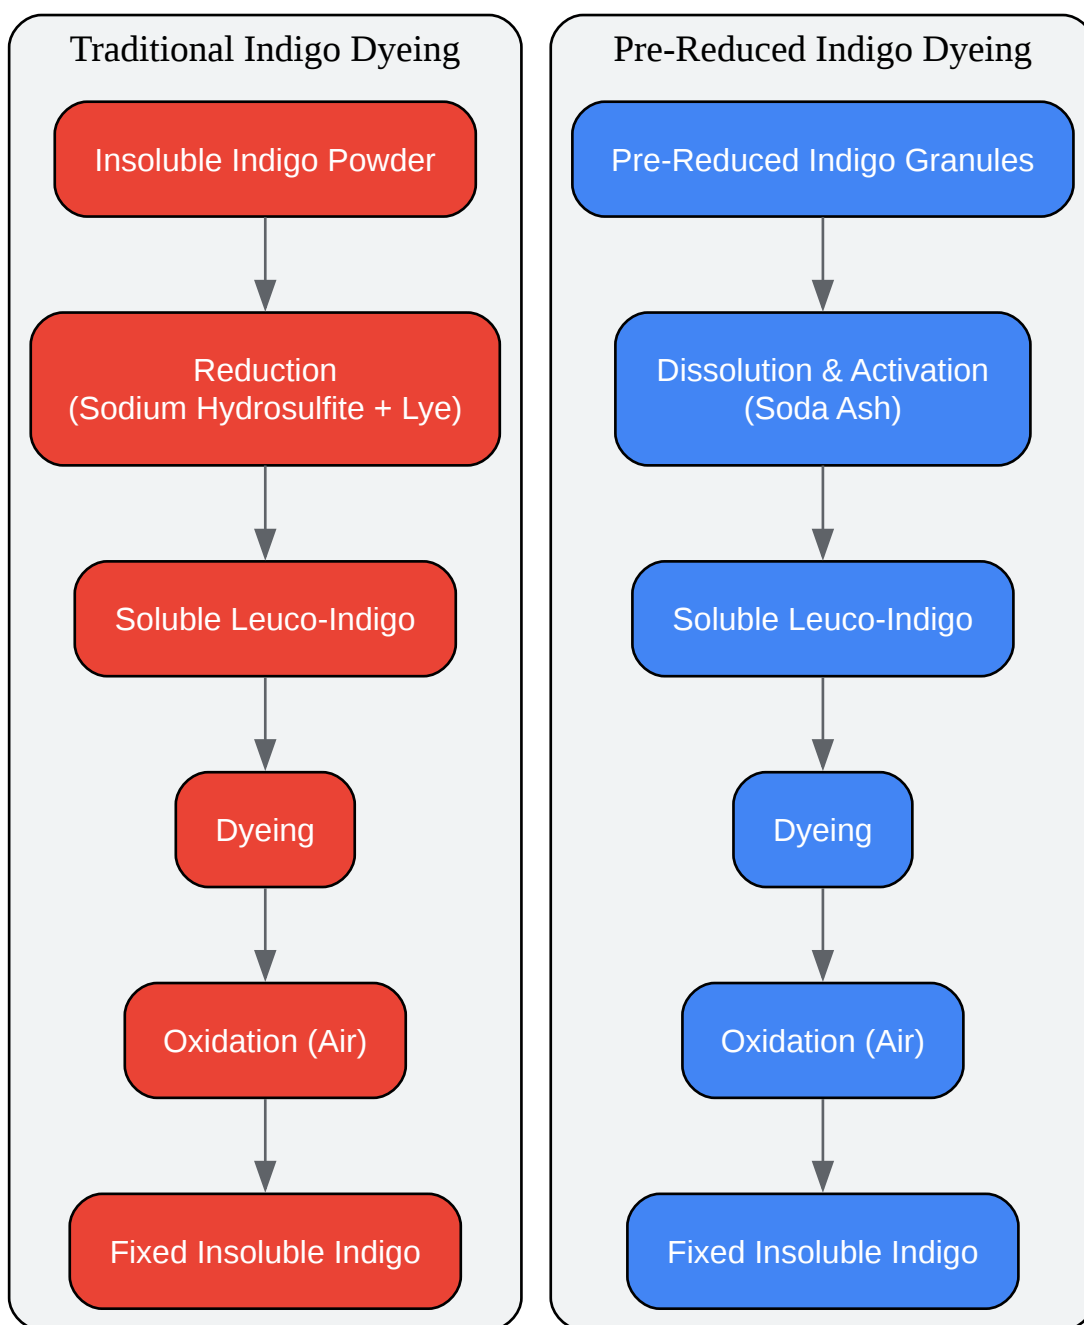 Traditional Indigo Dyeing
Insoluble Indigo Powder
Reduction
(Sodium Hydrosulfite + Lye)
Soluble Leuco-Indigo
Dyeing
Oxidation (Air)
Fixed Insoluble Indigo
Pre-Reduced Indigo Dyeing
Pre-Reduced Indigo Granules
Dissolution & Activation
(Soda Ash)
Soluble Leuco-Indigo
Dyeing
Oxidation (Air)
Fixed Insoluble Indigo